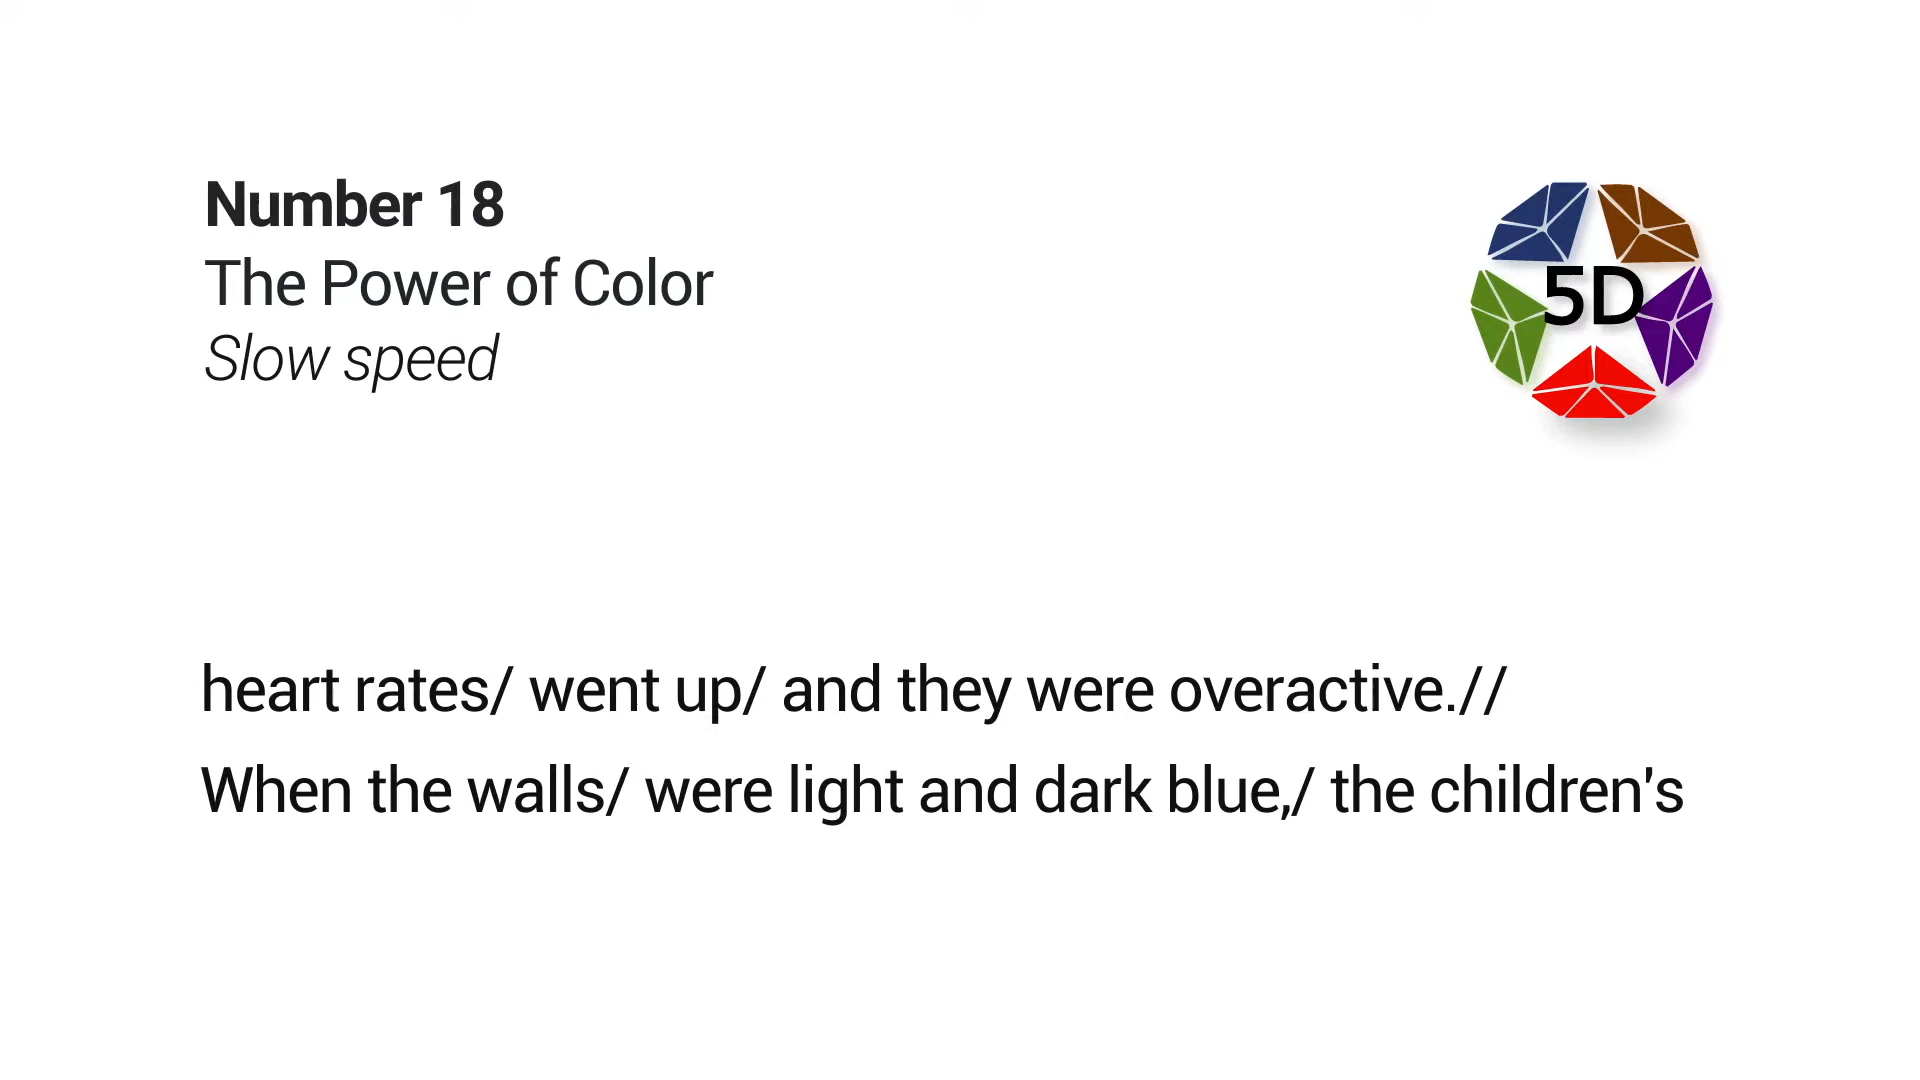 Number 18
The Power of Color
Slow speed
5D
heart rates/ went up/ and they were overactive.//
When the walls/ were light and dark blue,/ the children's